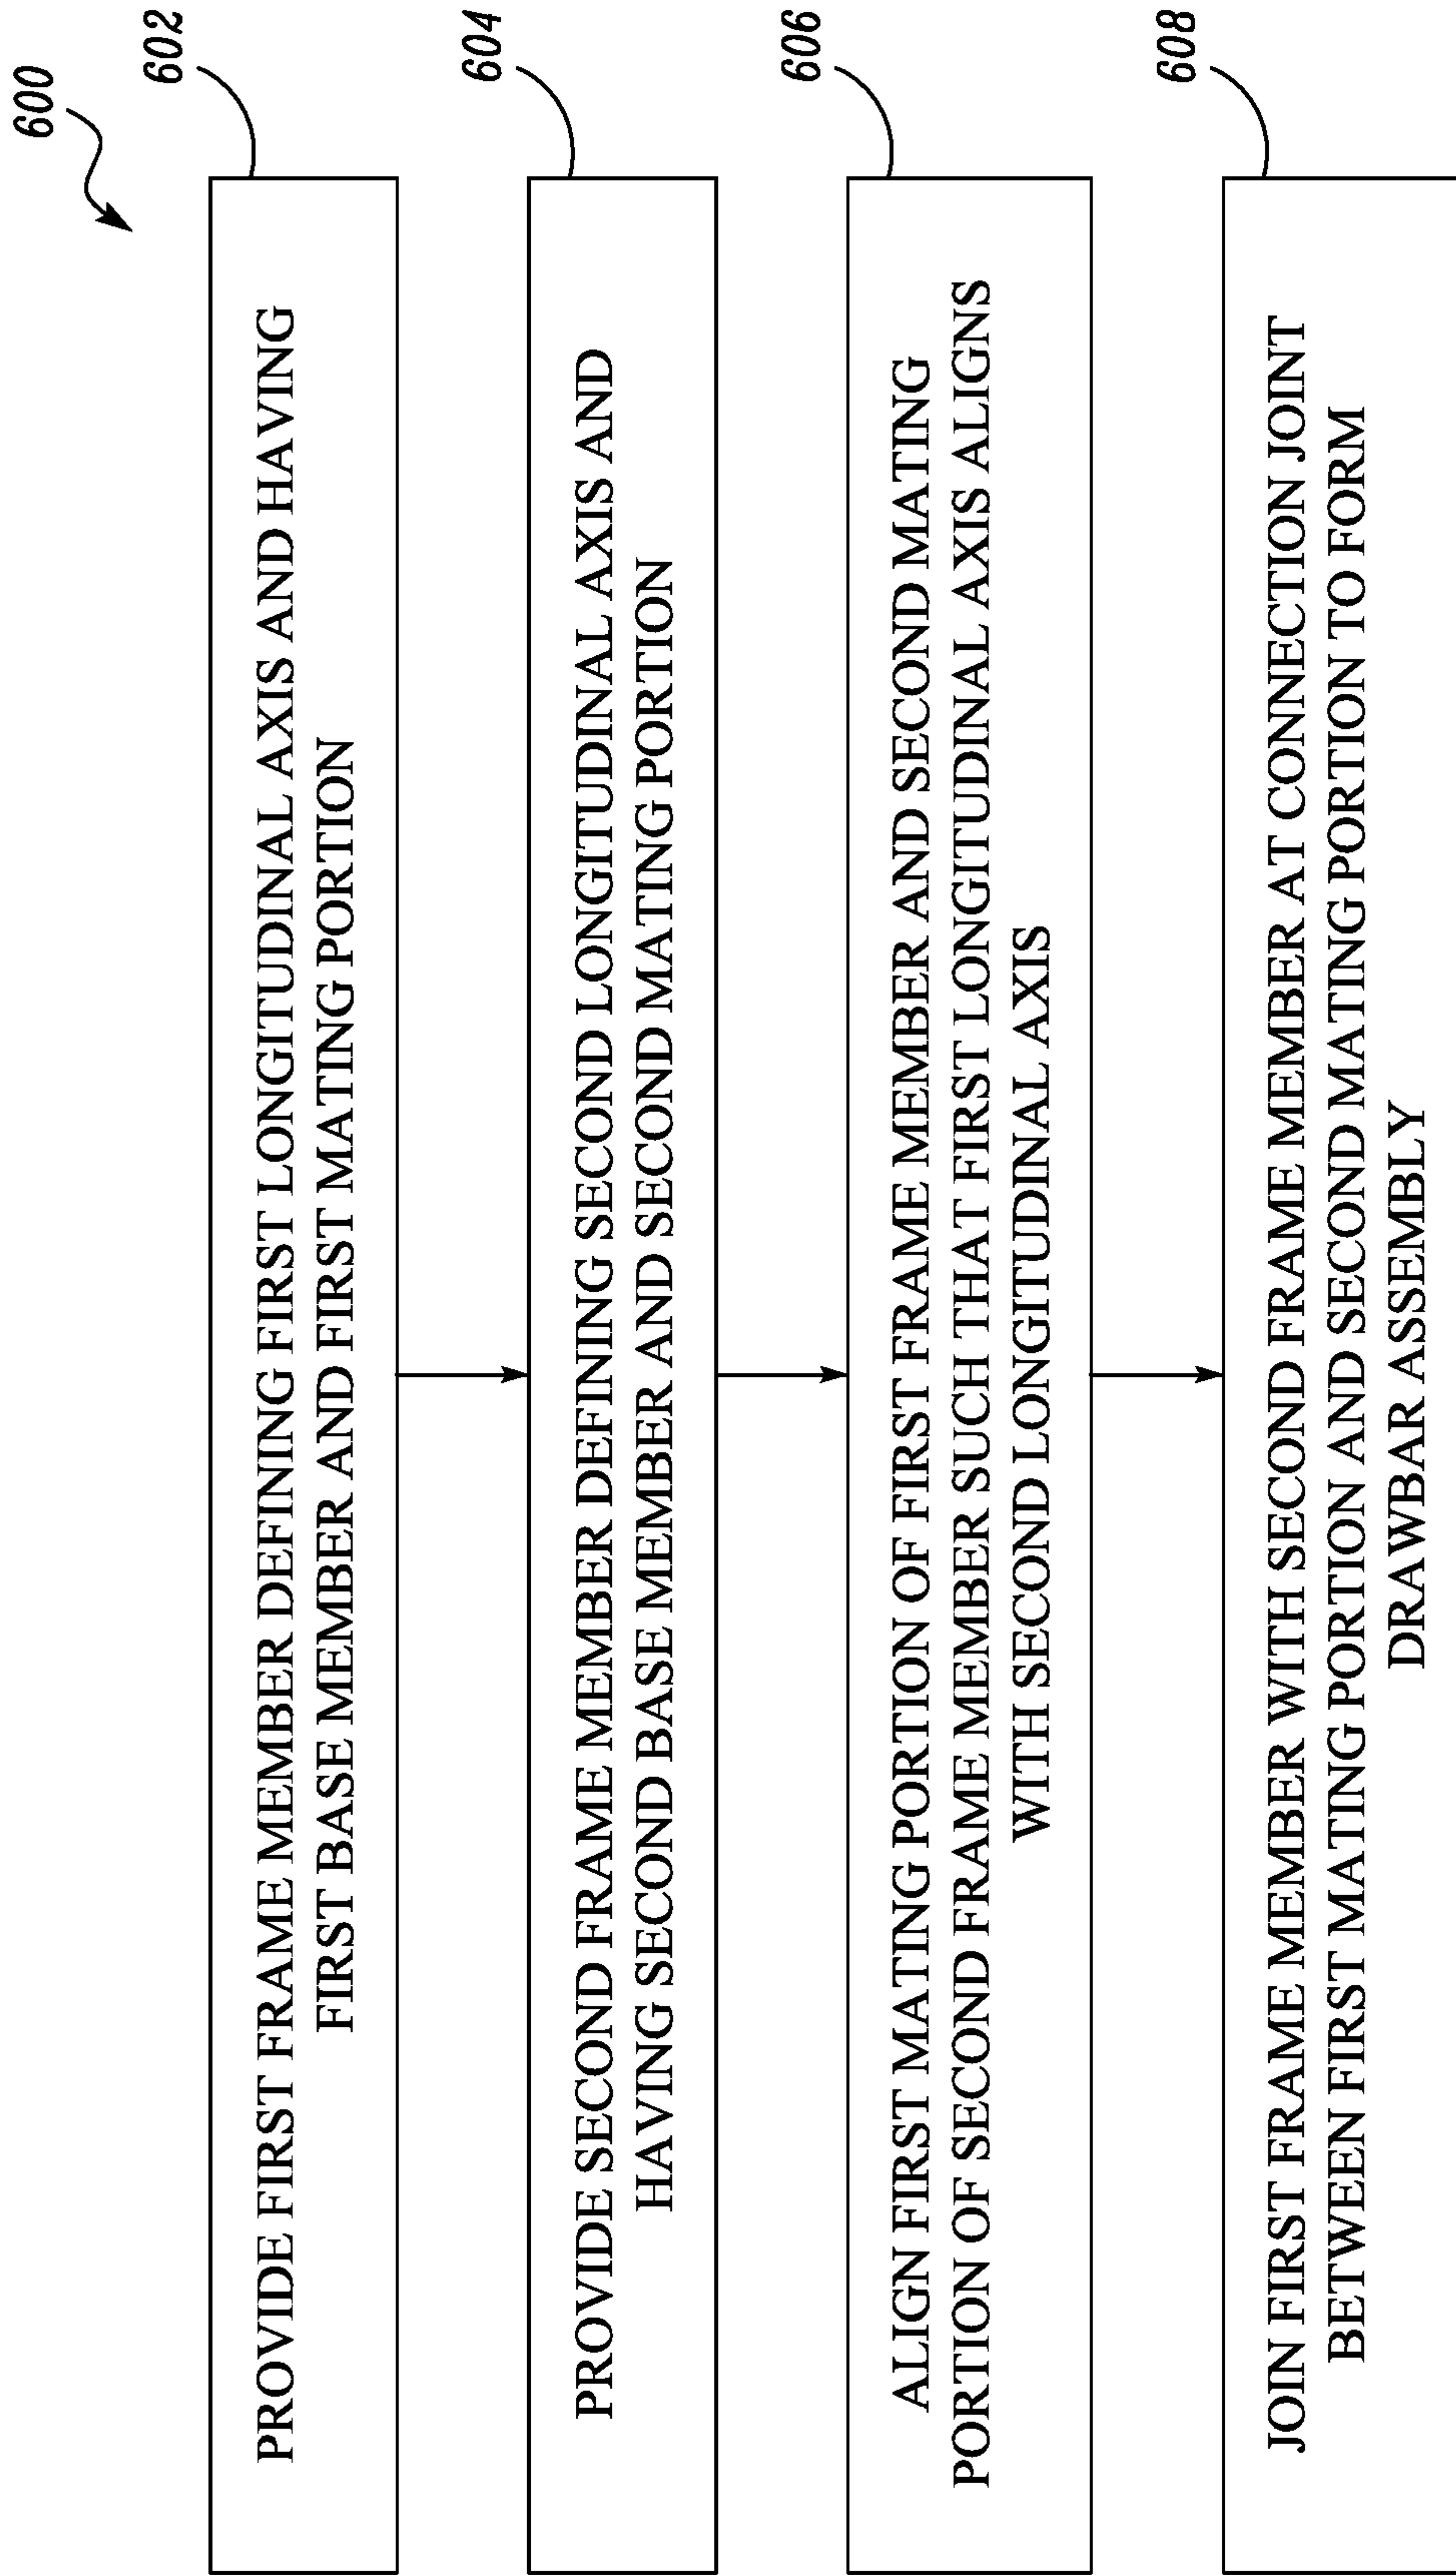 600
602
PROVIDE FIRST FRAME MEMBER DEFINING FIRST LONGITUDINAL AXIS AND HAVING
FIRST BASE MEMBER AND FIRST MATING PORTION
604
PROVIDE SECOND FRAME MEMBER DEFINING SECOND LONGITUDINAL AXIS AND
HAVING SECOND BASE MEMBER AND SECOND MATING PORTION
606
ALIGN FIRST MATING PORTION OF FIRST FRAME MEMBER AND SECOND MATING
PORTION OF SECOND FRAME MEMBER SUCH THAT FIRST LONGITUDINAL AXIS ALIGNS
WITH SECOND LONGITUDINAL AXIS
608
JOIN FIRST FRAME MEMBER WITH SECOND FRAME MEMBER AT CONNECTION JOINT
BETWEEN FIRST MATING PORTION AND SECOND MATING PORTION TO FORM
DRAWBAR ASSEMBLY